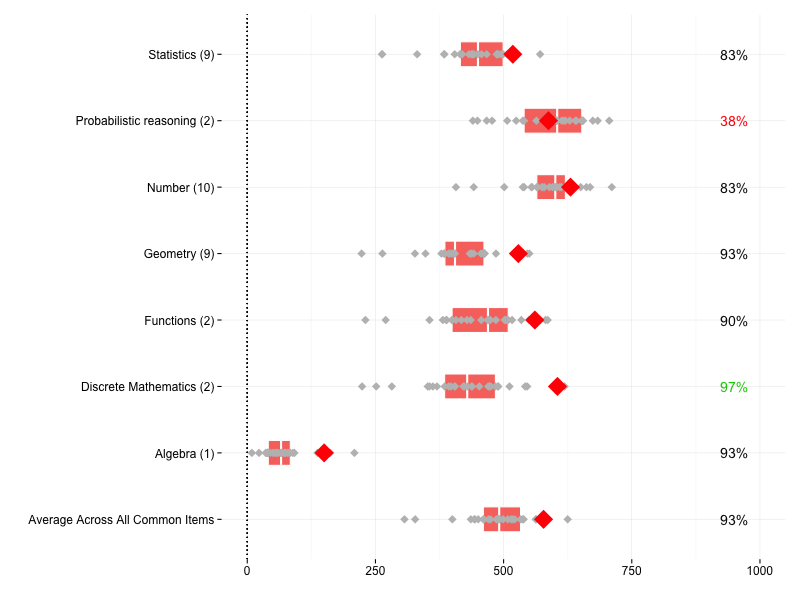 Statistics (9) 83%
Probabilistic reasoning (2) 38%
Number (10) 83%
Geometry (9) 93%
Functions (2) 90%
Discrete Mathematics (2) 97%
Algebra (1) 93%
Average Across All Common Items 93%
0 250 500 750 1000